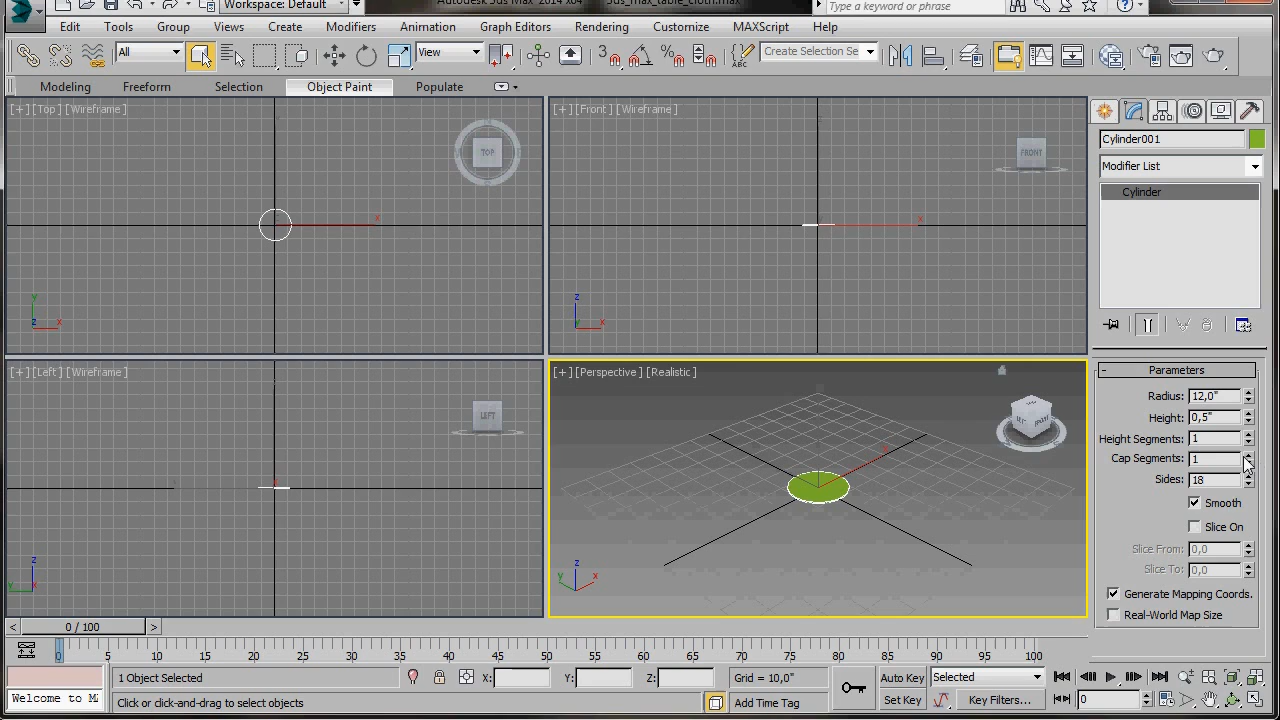 Workspace: Default
Autodesk 3ds Max 2014 x64 3ds_max_table_cloth.max
Type a keyword or phrase
Edit Tools Group Views Create Modifiers Animation Graph Editors Rendering Customize MAXScript Help
All View 3 % ABC Create Selection Se
Modeling Freeform Selection Object Paint Populate
[+][Top][Wireframe] [+][Front][Wireframe]
TOP FRONT
x x
y z
z x y x
[+][Left][Wireframe] [+][Perspective][Realistic]
LEFT LEFT FRONT
x x
z z
y x y x
Cylinder001
Modifier List
Cylinder
- Parameters
Radius: 12,0"
Height: 0,5"
Height Segments: 1
Cap Segments: 1
Sides: 18
Smooth
Slice On
Slice From: 0,0
Slice To: 0,0
Generate Mapping Coords.
Real-World Map Size
< 0 / 100 >
0 5 10 15 20 25 30 35 40 45 50 55 60 65 70 75 80 85 90 95 100
1 Object Selected X: Y: Z: Grid = 10,0" Auto Key Selected
Welcome to M
Click or click-and-drag to select objects Add Time Tag Set Key Key Filters... 0